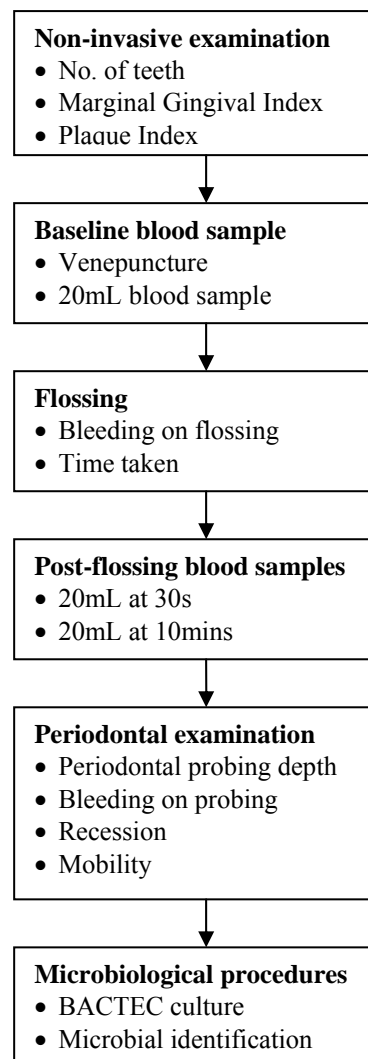 Non-invasive examination
• No. of teeth
• Marginal Gingival Index
• Plaque Index
Baseline blood sample
• Venepuncture
• 20mL blood sample
Flossing
• Bleeding on flossing
• Time taken
Post-flossing blood samples
• 20mL at 30s
• 20mL at 10mins
Periodontal examination
• Periodontal probing depth
• Bleeding on probing
• Recession
• Mobility
Microbiological procedures
• BACTEC culture
• Microbial identification